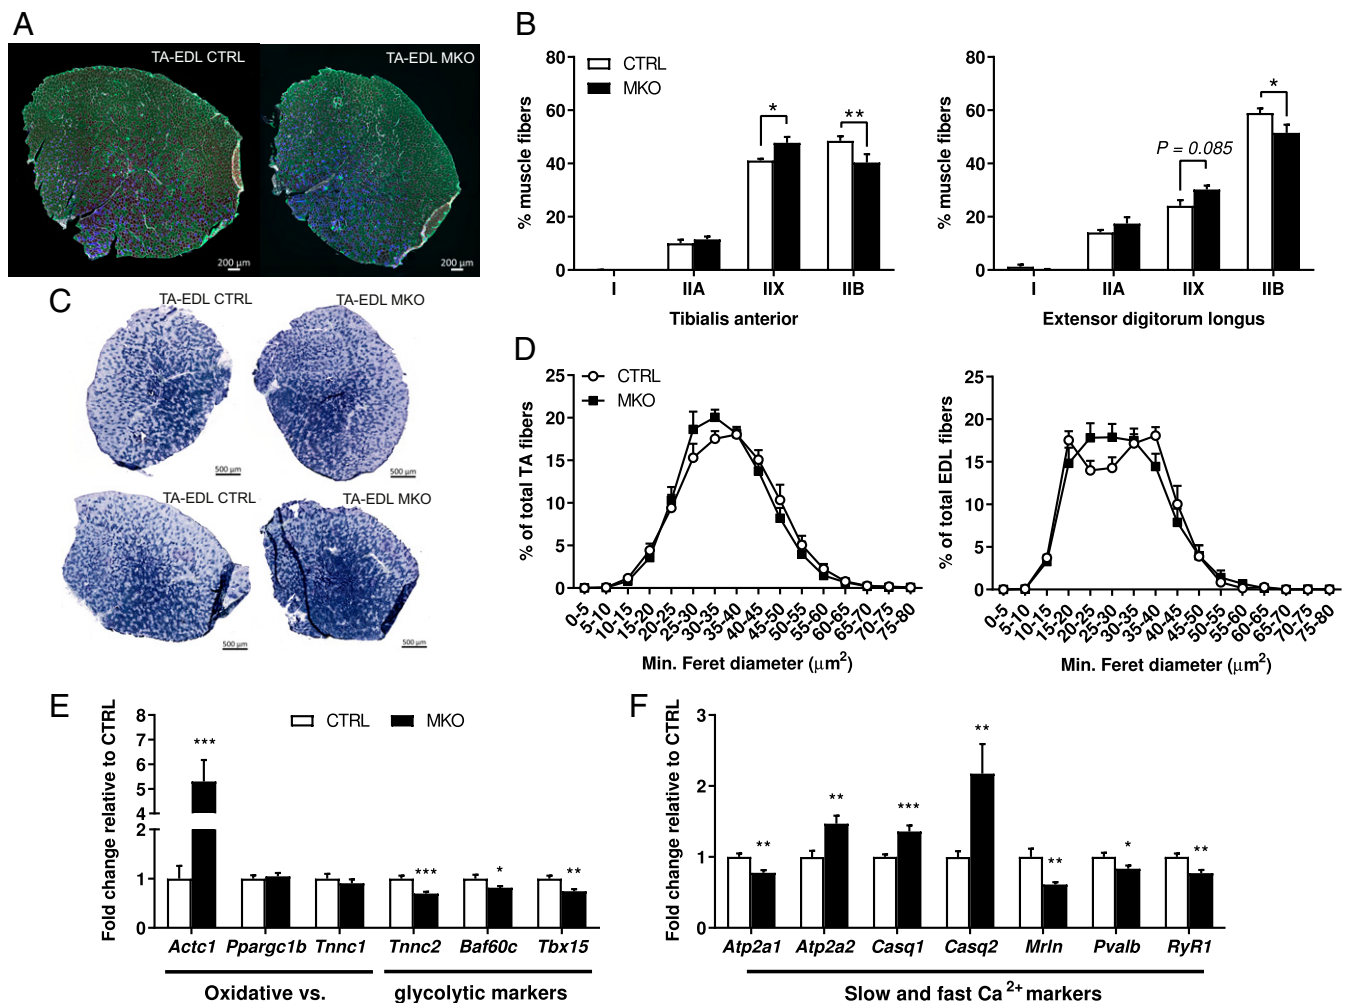 A
TA-EDL CTRL
TA-EDL MKO
200 µm
200 µm
B
% muscle fibers
80
60
40
20
0
CTRL
MKO
*
**
I
IIA
IIX
IIB
Tibialis anterior
% muscle fibers
80
60
40
20
0
P = 0.085
*
I
IIA
IIX
IIB
Extensor digitorum longus
C
TA-EDL CTRL
TA-EDL MKO
500 µm
500 µm
TA-EDL CTRL
TA-EDL MKO
500 µm
500 µm
D
% of total TA fibers
25
20
15
10
5
0
CTRL
MKO
0-5
5-10
10-15
15-20
20-25
25-30
30-35
35-40
40-45
45-50
50-55
55-60
60-65
65-70
70-75
75-80
Min. Feret diameter (µm²)
% of total EDL fibers
25
20
15
10
5
0
0-5
5-10
10-15
15-20
20-25
25-30
30-35
35-40
40-45
45-50
50-55
55-60
60-65
65-70
70-75
75-80
Min. Feret diameter (µm²)
E
Fold change relative to CTRL
8
7
6
5
4
2
1
0
CTRL
MKO
***
***
*
**
Actc1
Ppargc1b
Tnnc1
Tnnc2
Baf60c
Tbx15
Oxidative vs.
glycolytic markers
F
Fold change relative to CTRL
3
2
1
0
**
**
***
**
**
*
**
Atp2a1
Atp2a2
Casq1
Casq2
Mrln
Pvalb
RyR1
Slow and fast Ca²⁺ markers